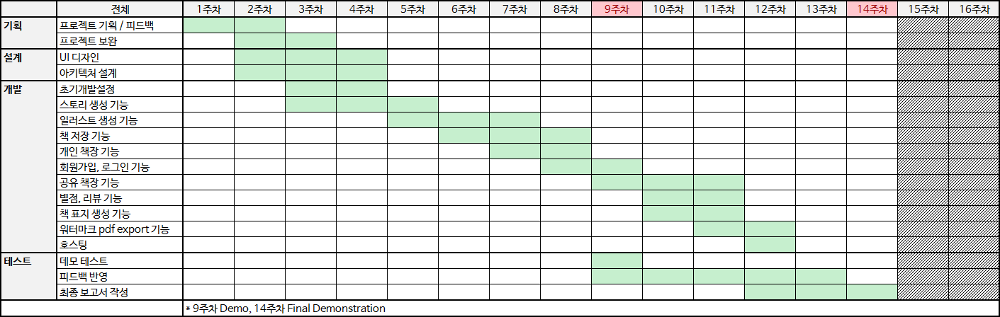 전체 1주차 2주차 3주차 4주차 5주차 6주차 7주차 8주차 9주차 10주차 11주차 12주차 13주차 14주차 15주차 16주차
기획 프로젝트 기획 / 피드백
프로젝트 보완
설계 UI 디자인
아키텍처 설계
개발 초기개발설정
스토리 생성 기능
일러스트 생성 기능
책 저장 기능
개인 책장 기능
회원가입, 로그인 기능
공유 책장 기능
별점, 리뷰 기능
책 표지 생성 기능
워터마크 pdf export 기능
호스팅
테스트 데모 테스트
피드백 반영
최종 보고서 작성
* 9주차 Demo, 14주차 Final Demonstration